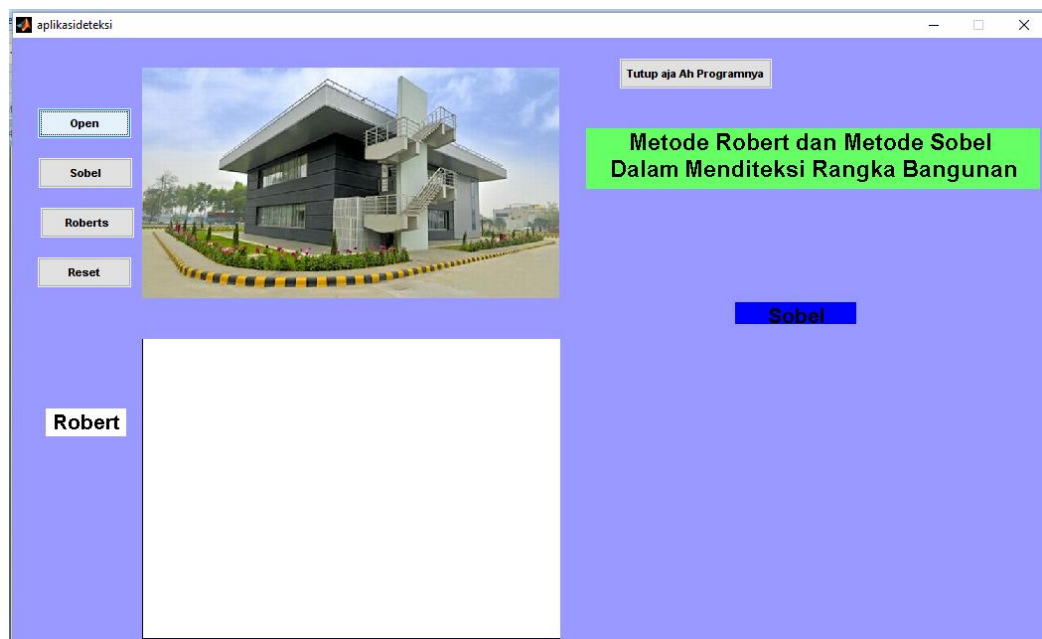 aplikasideteksi
Tutup aja Ah Programnya
Open
Metode Robert dan Metode Sobel
Dalam Menditeksi Rangka Bangunan
Sobel
Roberts
Reset
Sobel
Robert